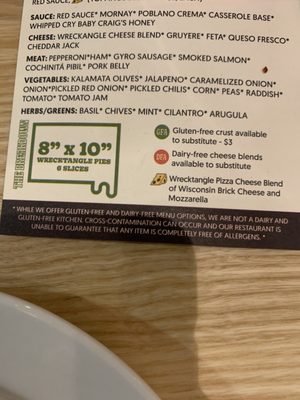 RED SAUCE,
SAUCE: RED SAUCE* MORNAY* POBLANO CREMA* CASSEROLE BASE*
WHIPPED CRY BABY CRAIG'S HONEY
CHEESE: WRECKTANGLE CHEESE BLEND* GRUYERE* FETA* QUESO FRESCO*
CHEDDAR JACK
MEAT: PEPPERONI*HAM* GYRO SAUSAGE* SMOKED SALMON*
COCHINITÁ PIBIL* PORK BELLY
VEGETABLES: KALAMATA OLIVES* JALAPENO* CARAMELIZED ONION*
ONION*PICKLED RED ONION* PICKLED CHILIS* CORN* PEAS* RADDISH*
TOMATO* TOMATO JAM
HERBS/GREENS: BASIL* CHIVES* MINT* CILANTRO* ARUGULA
THE BREAKDOWN
8” x 10”
WRECKTANGLE PIES
6 SLICES
GFA Gluten-free crust available
to substitute - $3
DFA Dairy-free cheese blends
available to substitute
Wrecktangle Pizza Cheese Blend
of Wisconsin Brick Cheese and
Mozzarella
* WHILE WE OFFER GLUTEN-FREE AND DAIRY-FREE MENU OPTIONS, WE ARE NOT A DAIRY AND
GLUTEN-FREE KITCHEN. CROSS-CONTAMINATION CAN OCCUR AND OUR RESTAURANT IS
UNABLE TO GUARANTEE THAT ANY ITEM IS COMPLETELY FREE OF ALLERGENS. *